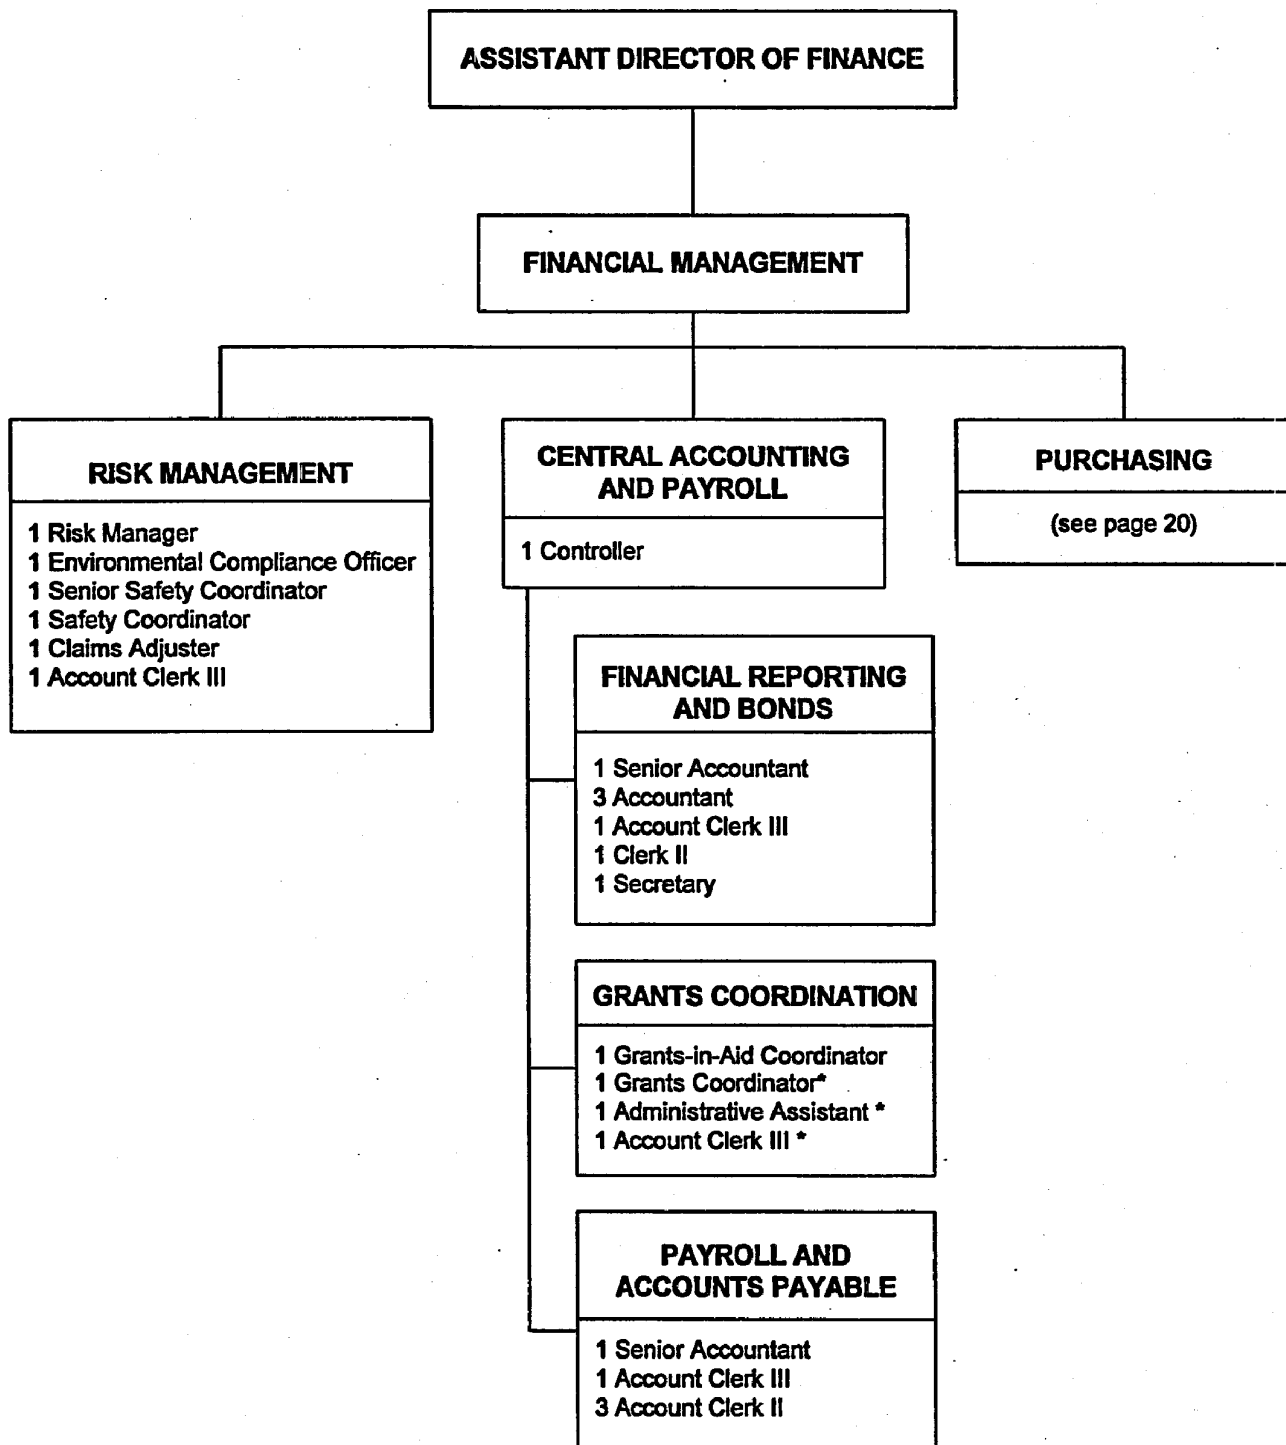 ASSISTANT DIRECTOR OF FINANCE
FINANCIAL MANAGEMENT
RISK MANAGEMENT
1 Risk Manager
1 Environmental Compliance Officer
1 Senior Safety Coordinator
1 Safety Coordinator
1 Claims Adjuster
1 Account Clerk III
CENTRAL ACCOUNTING
AND PAYROLL
1 Controller
PURCHASING
(see page 20)
FINANCIAL REPORTING
AND BONDS
1 Senior Accountant
3 Accountant
1 Account Clerk III
1 Clerk II
1 Secretary
GRANTS COORDINATION
1 Grants-in-Aid Coordinator
1 Grants Coordinator*
1 Administrative Assistant *
1 Account Clerk III *
PAYROLL AND
ACCOUNTS PAYABLE
1 Senior Accountant
1 Account Clerk III
3 Account Clerk II